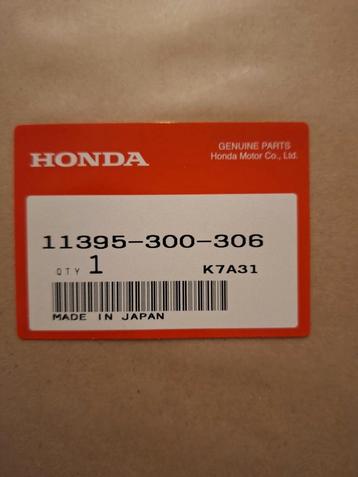 GENUINE PARTS
HONDA Honda Motor Co., Ltd.
11395-300-306
QTY 1 K7A31
MADE IN JAPAN